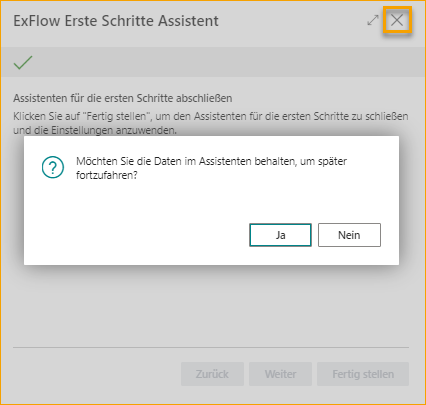 ExFlow Erste Schritte Assistent
Assistenten für die ersten Schritte abschließen
Klicken Sie auf "Fertig stellen", um den Assistenten für die ersten Schritte zu schließen
und die Einstellungen anzuwenden.
Möchten Sie die Daten im Assistenten behalten, um später
fortzufahren?
Ja Nein
Zurück Weiter Fertig stellen